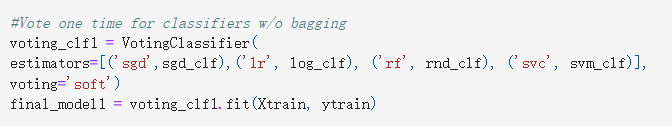 #Vote one time for classifiers w/o bagging
voting_clf1 = VotingClassifier(
estimators=[('sgd',sgd_clf),('lr', log_clf), ('rf', rnd_clf), ('svc', svm_clf)],
voting='soft')
final_model1 = voting_clf1.fit(Xtrain, ytrain)